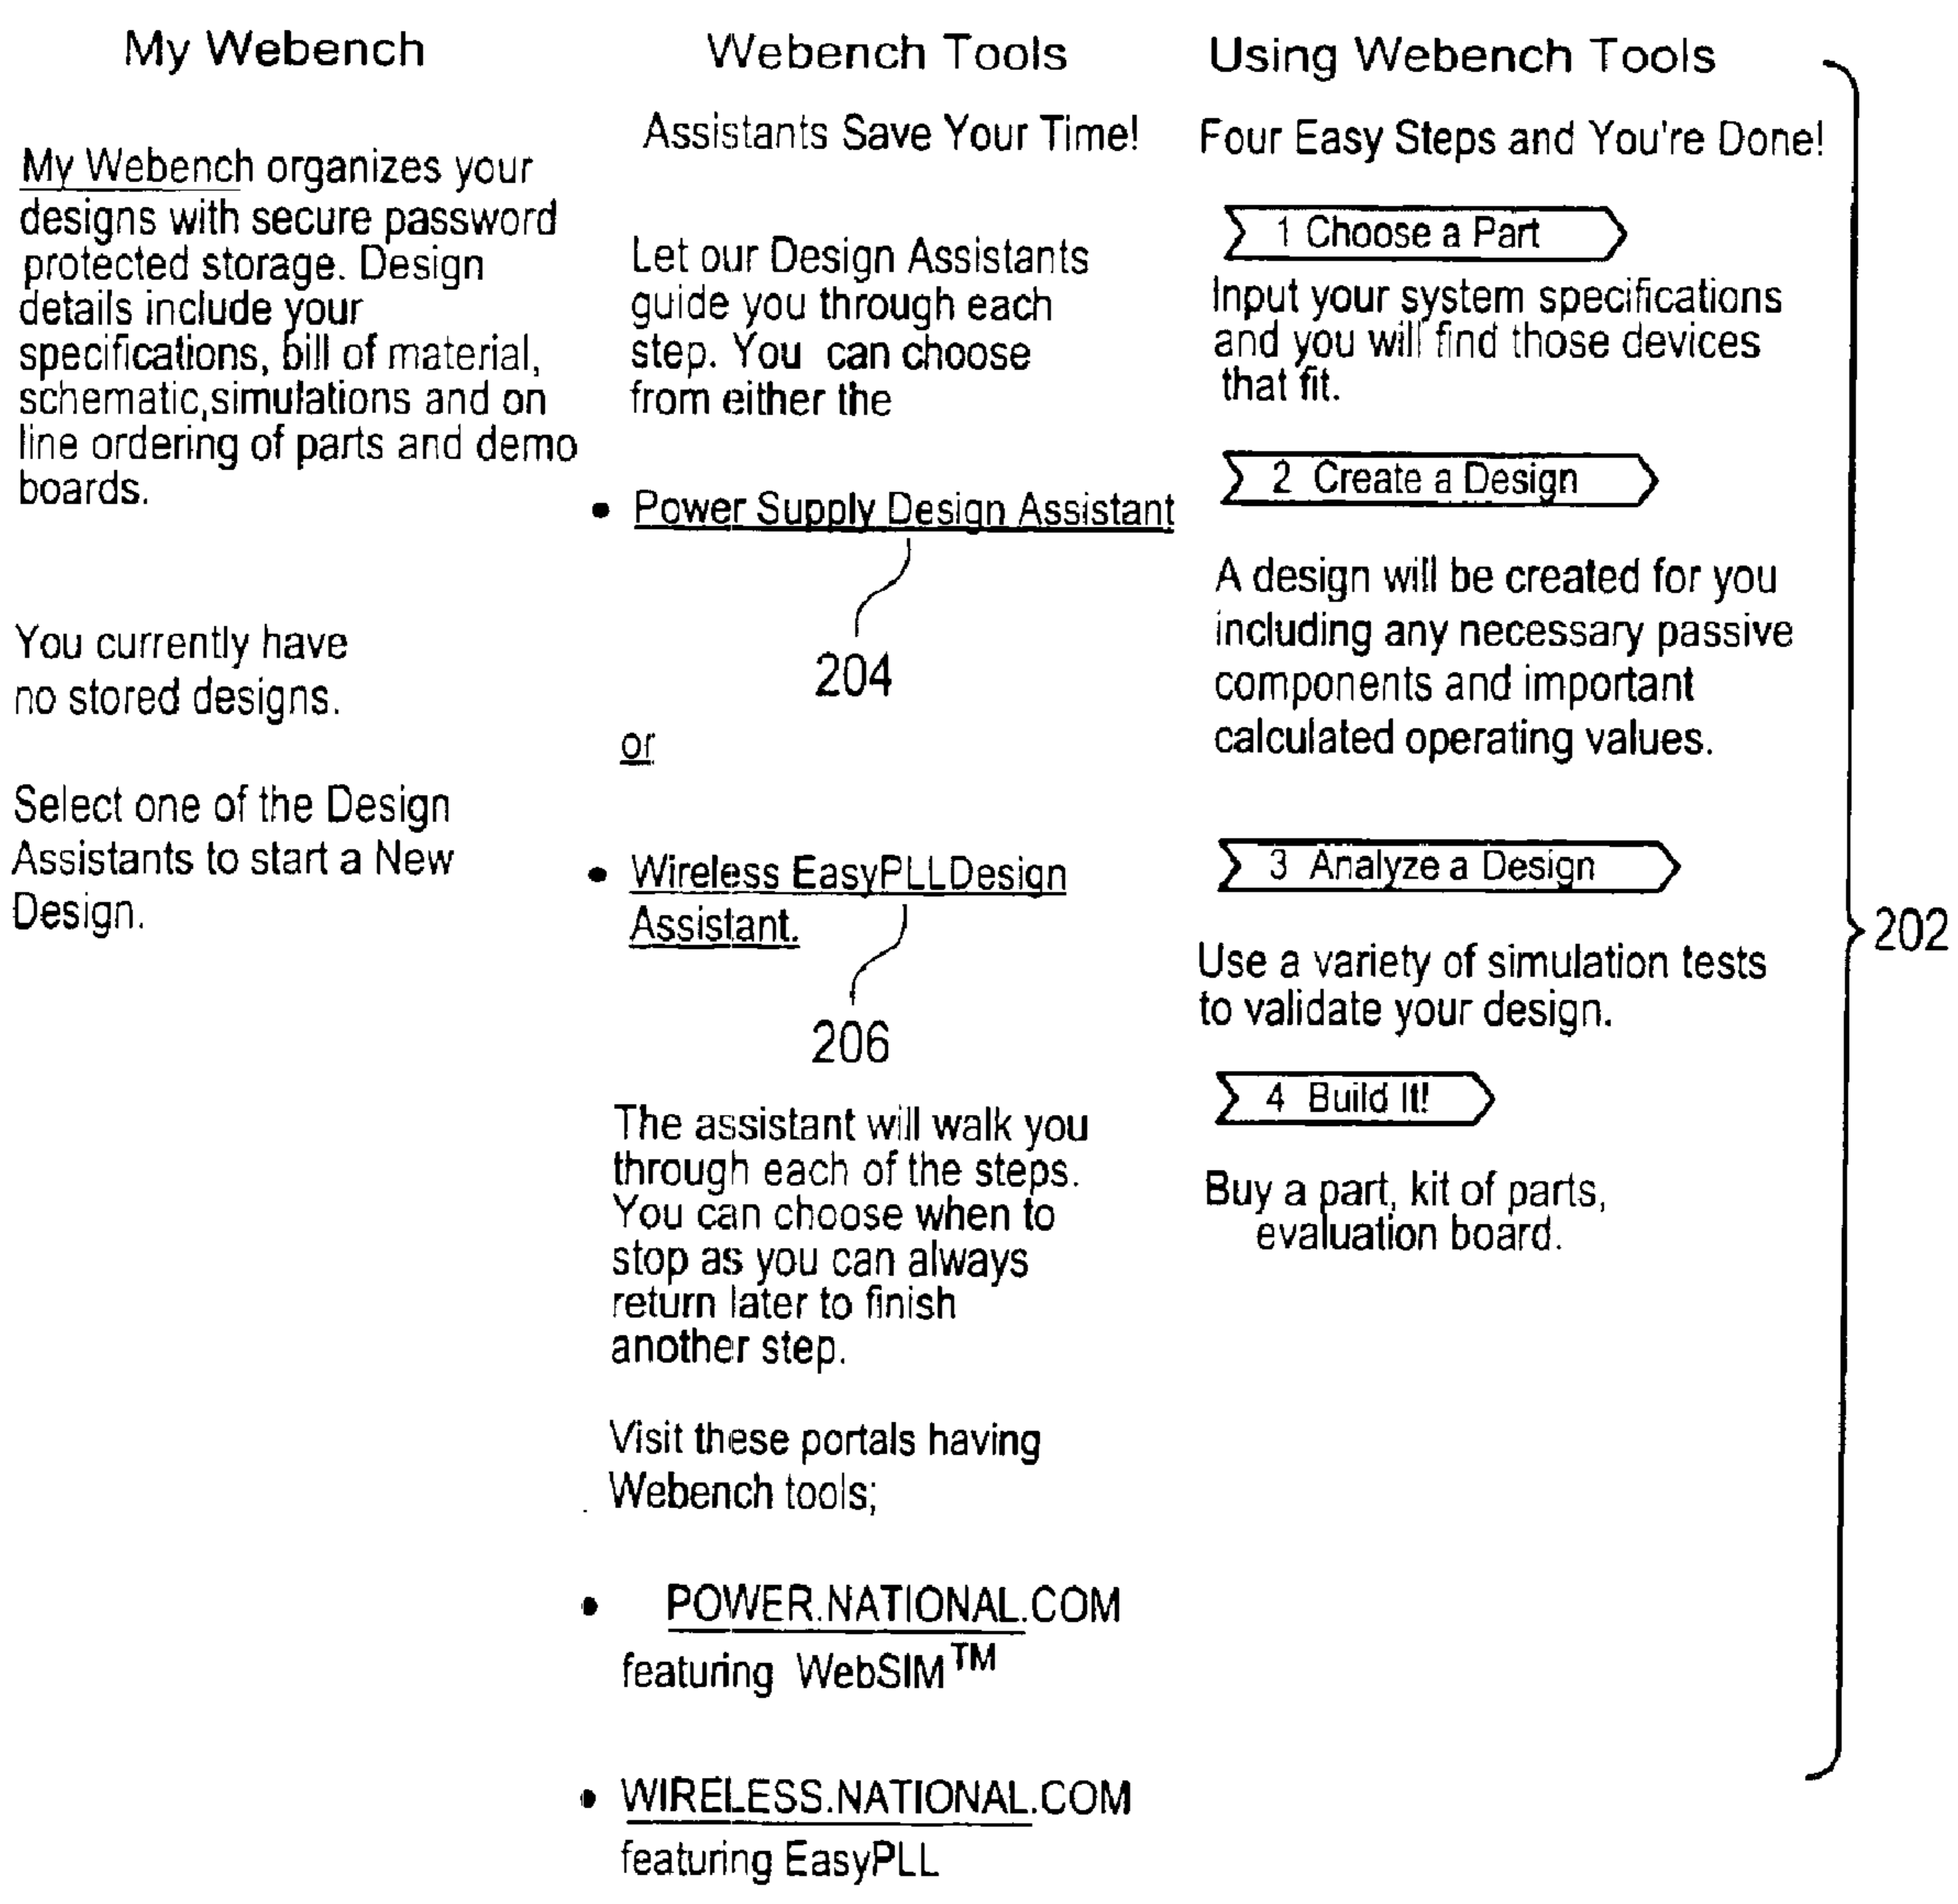 My Webench
My Webench organizes your
designs with secure password
protected storage. Design
details include your
specifications, bill of material,
schematic,simulations and on
line ordering of parts and demo
boards.
You currently have
no stored designs.
Select one of the Design
Assistants to start a New
Design.
Webench Tools
Assistants Save Your Time!
Let our Design Assistants
guide you through each
step. You can choose
from either the
• Power Supply Design Assistant
204
or
• Wireless EasyPLLDesign
Assistant.
206
The assistant will walk you
through each of the steps.
You can choose when to
stop as you can always
return later to finish
another step.
Visit these portals having
Webench tools;
• POWER.NATIONAL.COM
featuring WebSIM™
• WIRELESS.NATIONAL.COM
featuring EasyPLL
Using Webench Tools
Four Easy Steps and You're Done!
1 Choose a Part
Input your system specifications
and you will find those devices
that fit.
2 Create a Design
A design will be created for you
including any necessary passive
components and important
calculated operating values.
3 Analyze a Design
Use a variety of simulation tests
to validate your design.
4 Build It!
Buy a part, kit of parts,
evaluation board.
202